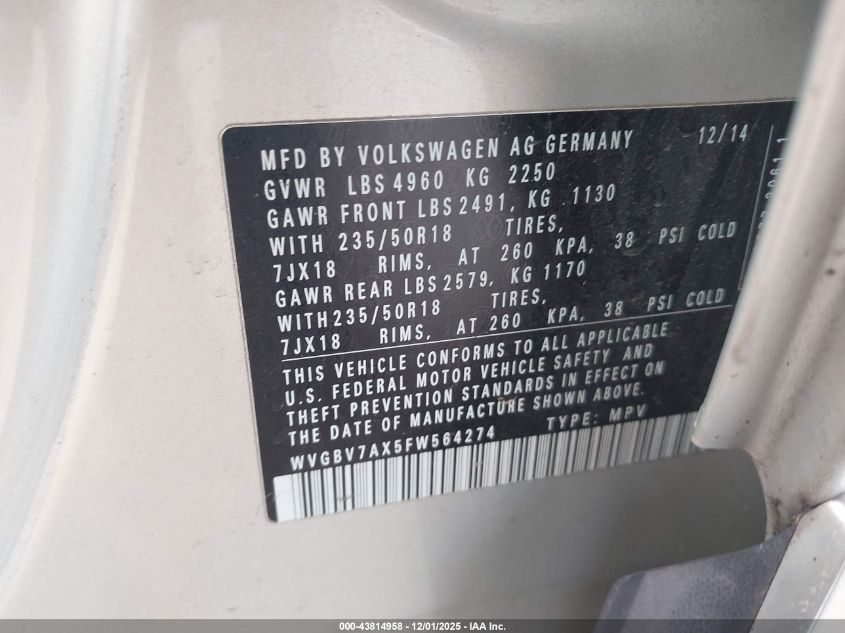 MFD BY VOLKSWAGEN AG GERMANY 12/14
GVWR LBS 4960 KG 2250
GAWR FRONT LBS 2491, KG 1130
WITH 235/50R18 TIRES,
7JX18 RIMS, AT 260 KPA, 38 PSI COLD
GAWR REAR LBS 2579, KG 1170
WITH 235/50R18 TIRES,
7JX18 RIMS, AT 260 KPA, 38 PSI COLD
THIS VEHICLE CONFORMS TO ALL APPLICABLE
U.S. FEDERAL MOTOR VEHICLE SAFETY AND
THEFT PREVENTION STANDARDS IN EFFECT ON
THE DATE OF MANUFACTURE SHOWN ABOVE.
WVGBV7AX5FW564274 TYPE: MPV
000-43814958 - 12/01/2025 - IAA Inc.